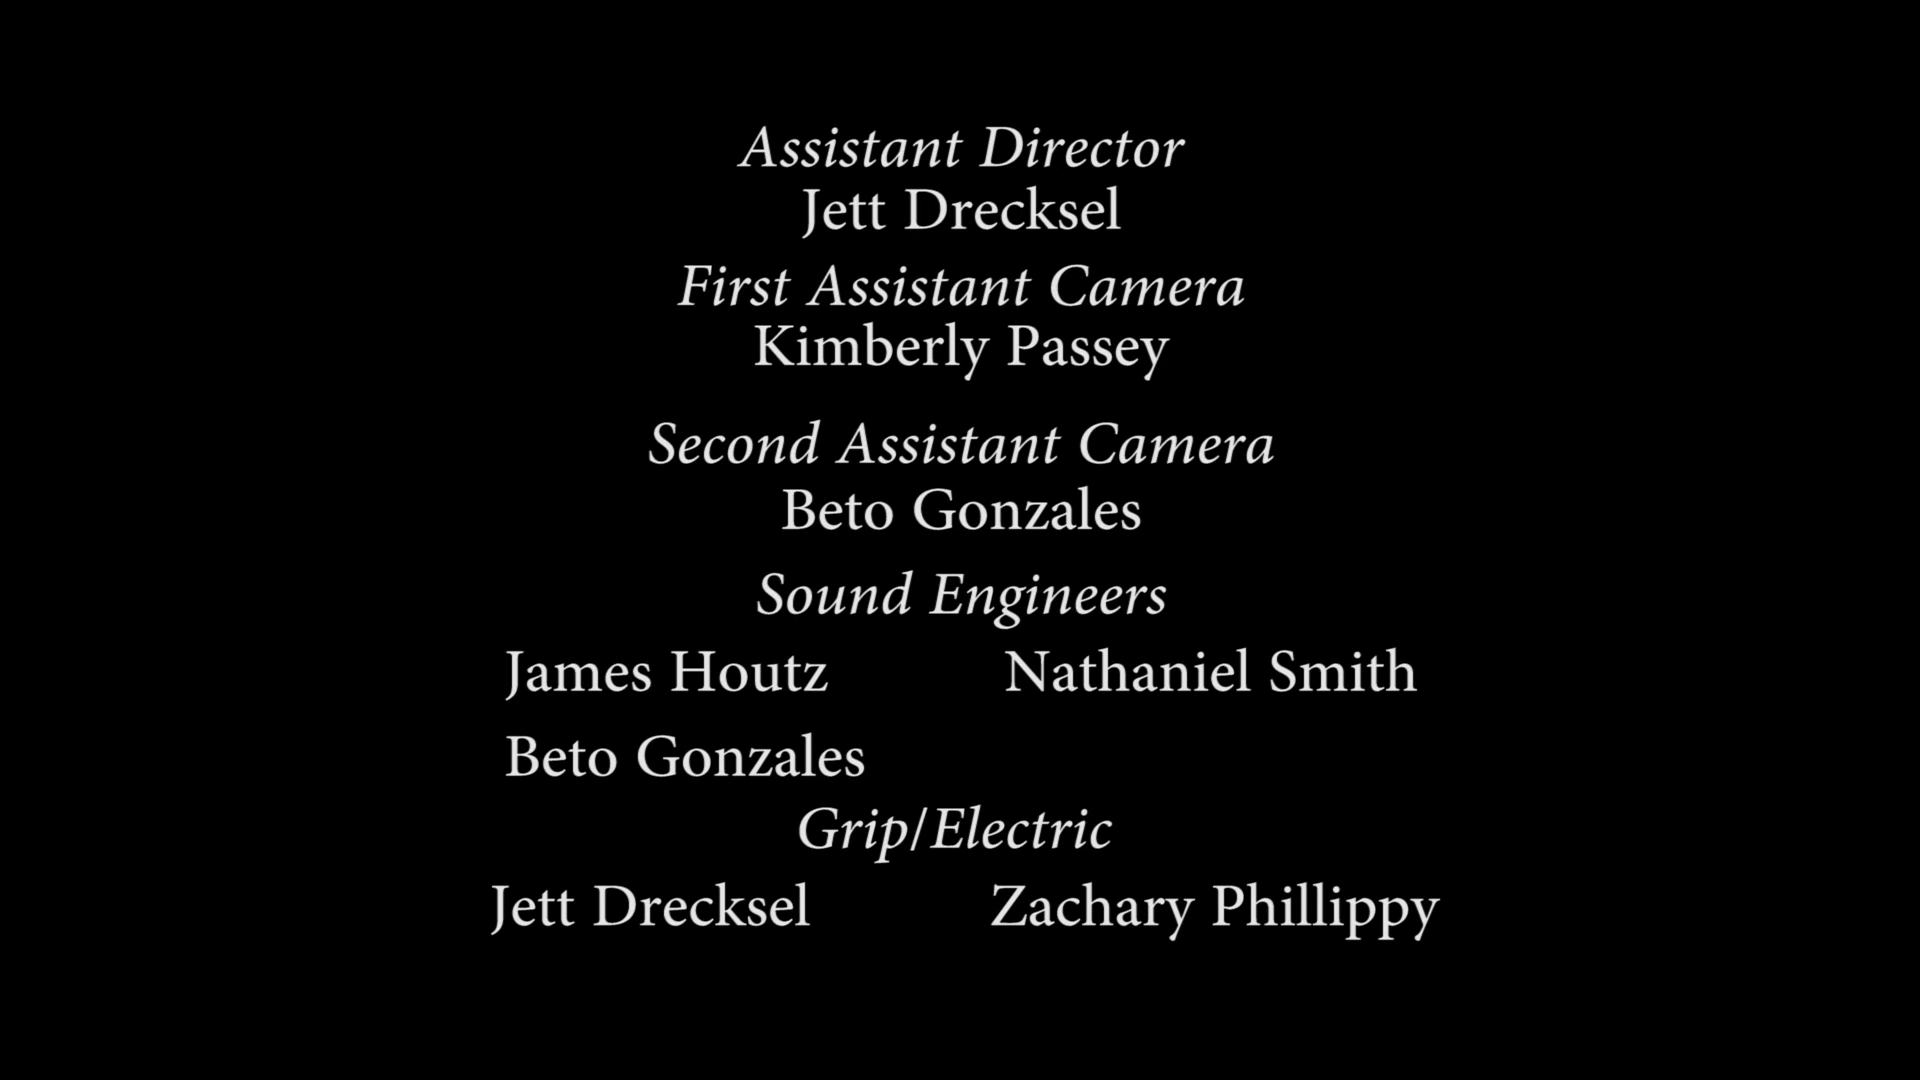 Assistant Director
Jett Drecksel
First Assistant Camera
Kimberly Passey
Second Assistant Camera
Beto Gonzales
Sound Engineers
James Houtz Nathaniel Smith
Beto Gonzales
Grip/Electric
Jett Drecksel Zachary Phillippy